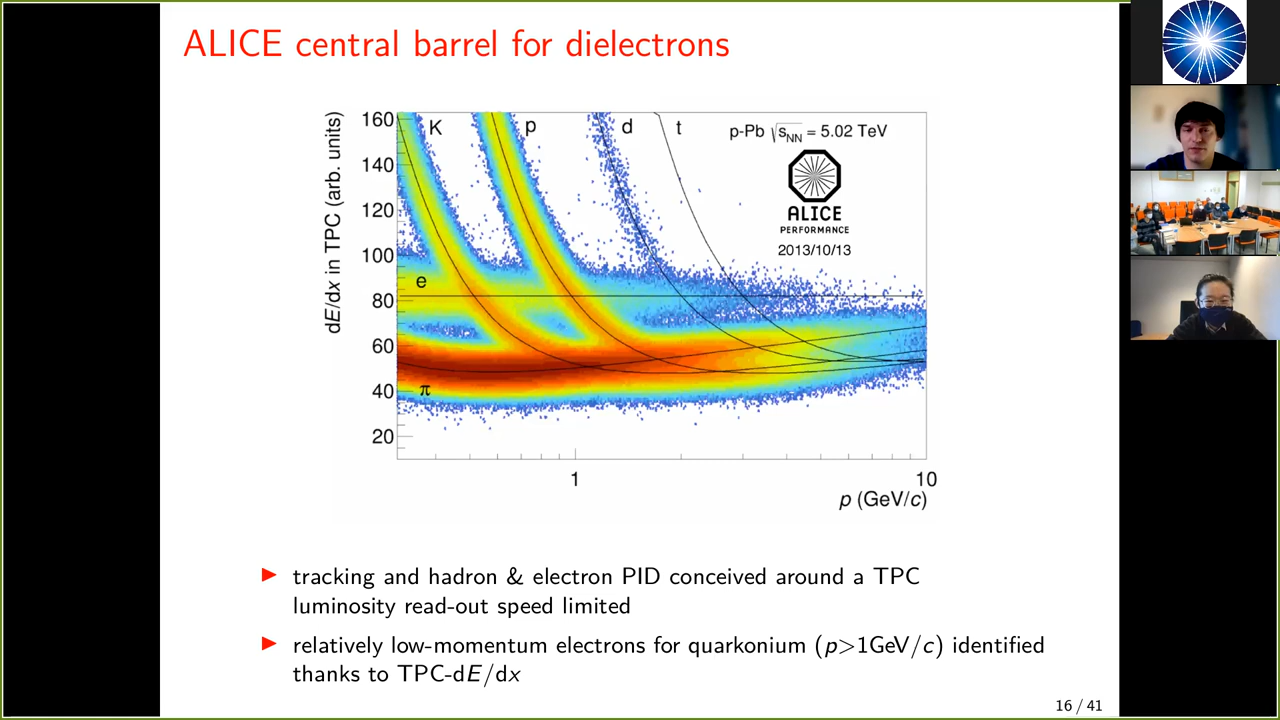 ALICE central barrel for dielectrons
dE/dx in TPC (arb. units)
160
140
120
100
80
60
40
20
K
p
d
t
e
π
p-Pb √sNN = 5.02 TeV
ALICE
PERFORMANCE
2013/10/13
1
10
p (GeV/c)
tracking and hadron & electron PID conceived around a TPC
luminosity read-out speed limited
relatively low-momentum electrons for quarkonium (p>1GeV/c) identified
thanks to TPC-dE/dx
16 / 41